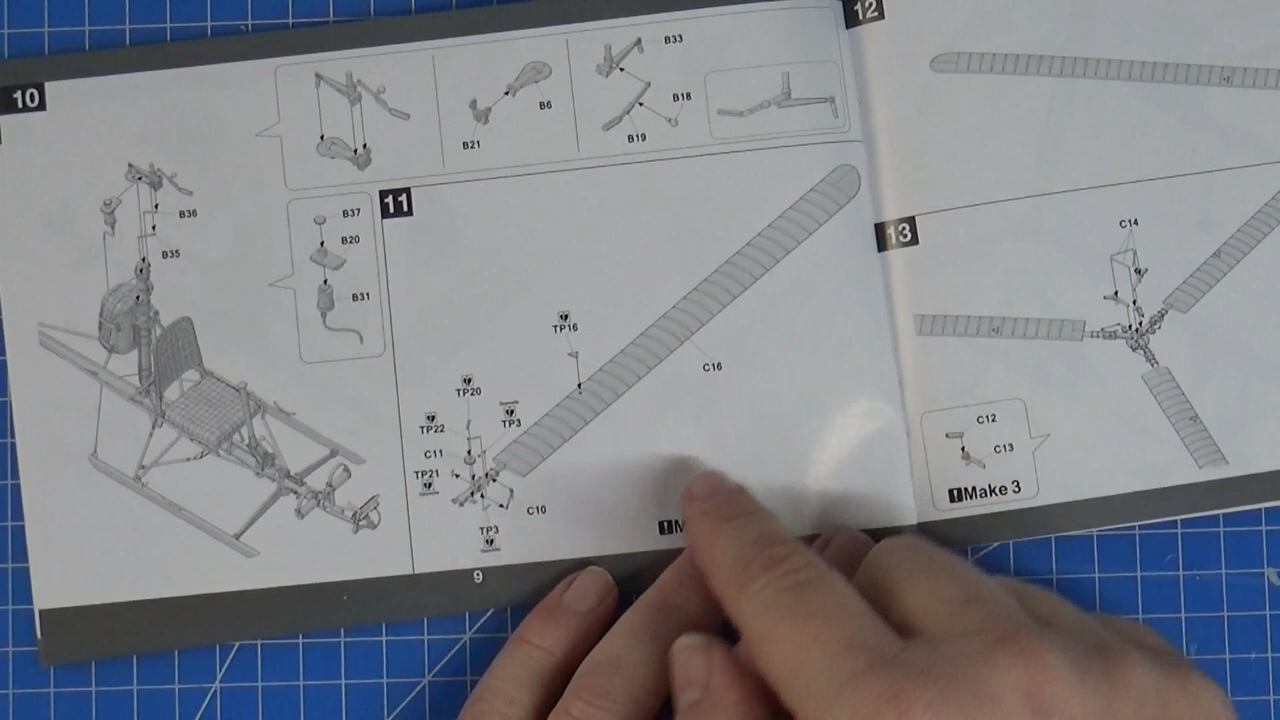 10
B36
B35
B21
B6
B33
B18
B19
B37
B20
B31
11
TP16
C16
TP20
TP22
TP3
C11
TP21
C10
TP3
9
12
13
C14
C12
C13
!Make 3